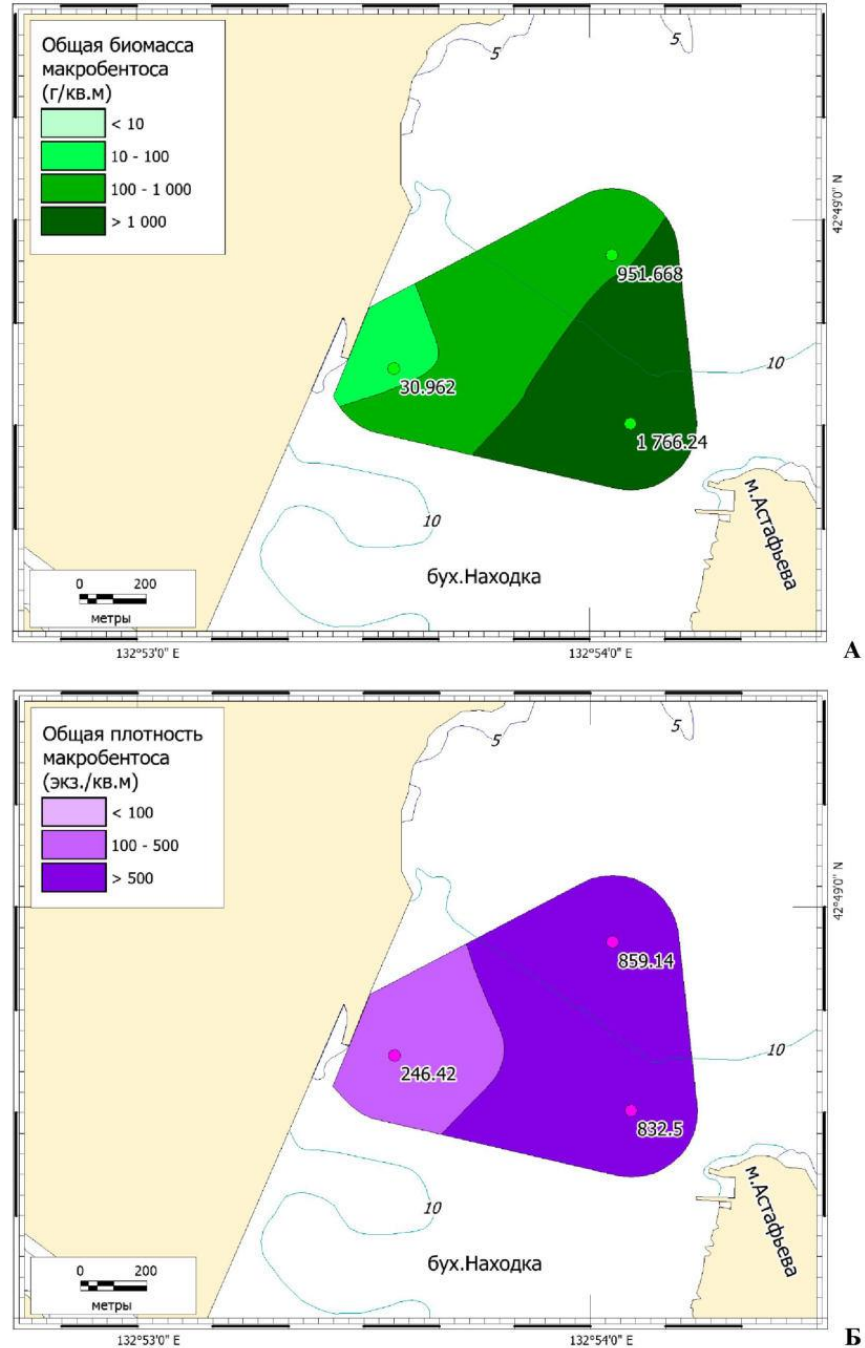 Общая биомасса
макробентоса
(г/кв.м)
< 10
10 - 100
100 - 1 000
> 1 000
5
5
42°49'0" N
951.668
30.962
10
1 766.24
м.Астафьева
10
бух.Находка
0 200
метры
132°53'0" E
132°54'0" E
А
Общая плотность
макробентоса
(экз./кв.м)
< 100
100 - 500
> 500
5
5
42°49'0" N
859.14
246.42
10
832.5
м.Астафьева
10
бух.Находка
0 200
метры
132°53'0" E
132°54'0" E
Б